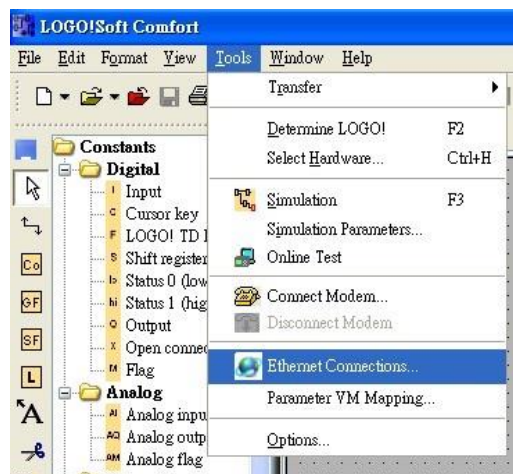 LOGO!Soft Comfort
File Edit Format View Tools Window Help
Transfer
Determine LOGO! F2
Select Hardware... Ctrl+H
Simulation F3
Simulation Parameters...
Online Test
Connect Modem...
Disconnect Modem
Ethernet Connections...
Parameter VM Mapping...
Options...
Constants
Digital
I Input
C Cursor key
F LOGO! TD
S Shift register
lo Status 0 (low
hi Status 1 (hig
Q Output
X Open connec
M Flag
Analog
AI Analog inpu
AQ Analog outp
AM Analog flag
Co
GF
SF
L
A